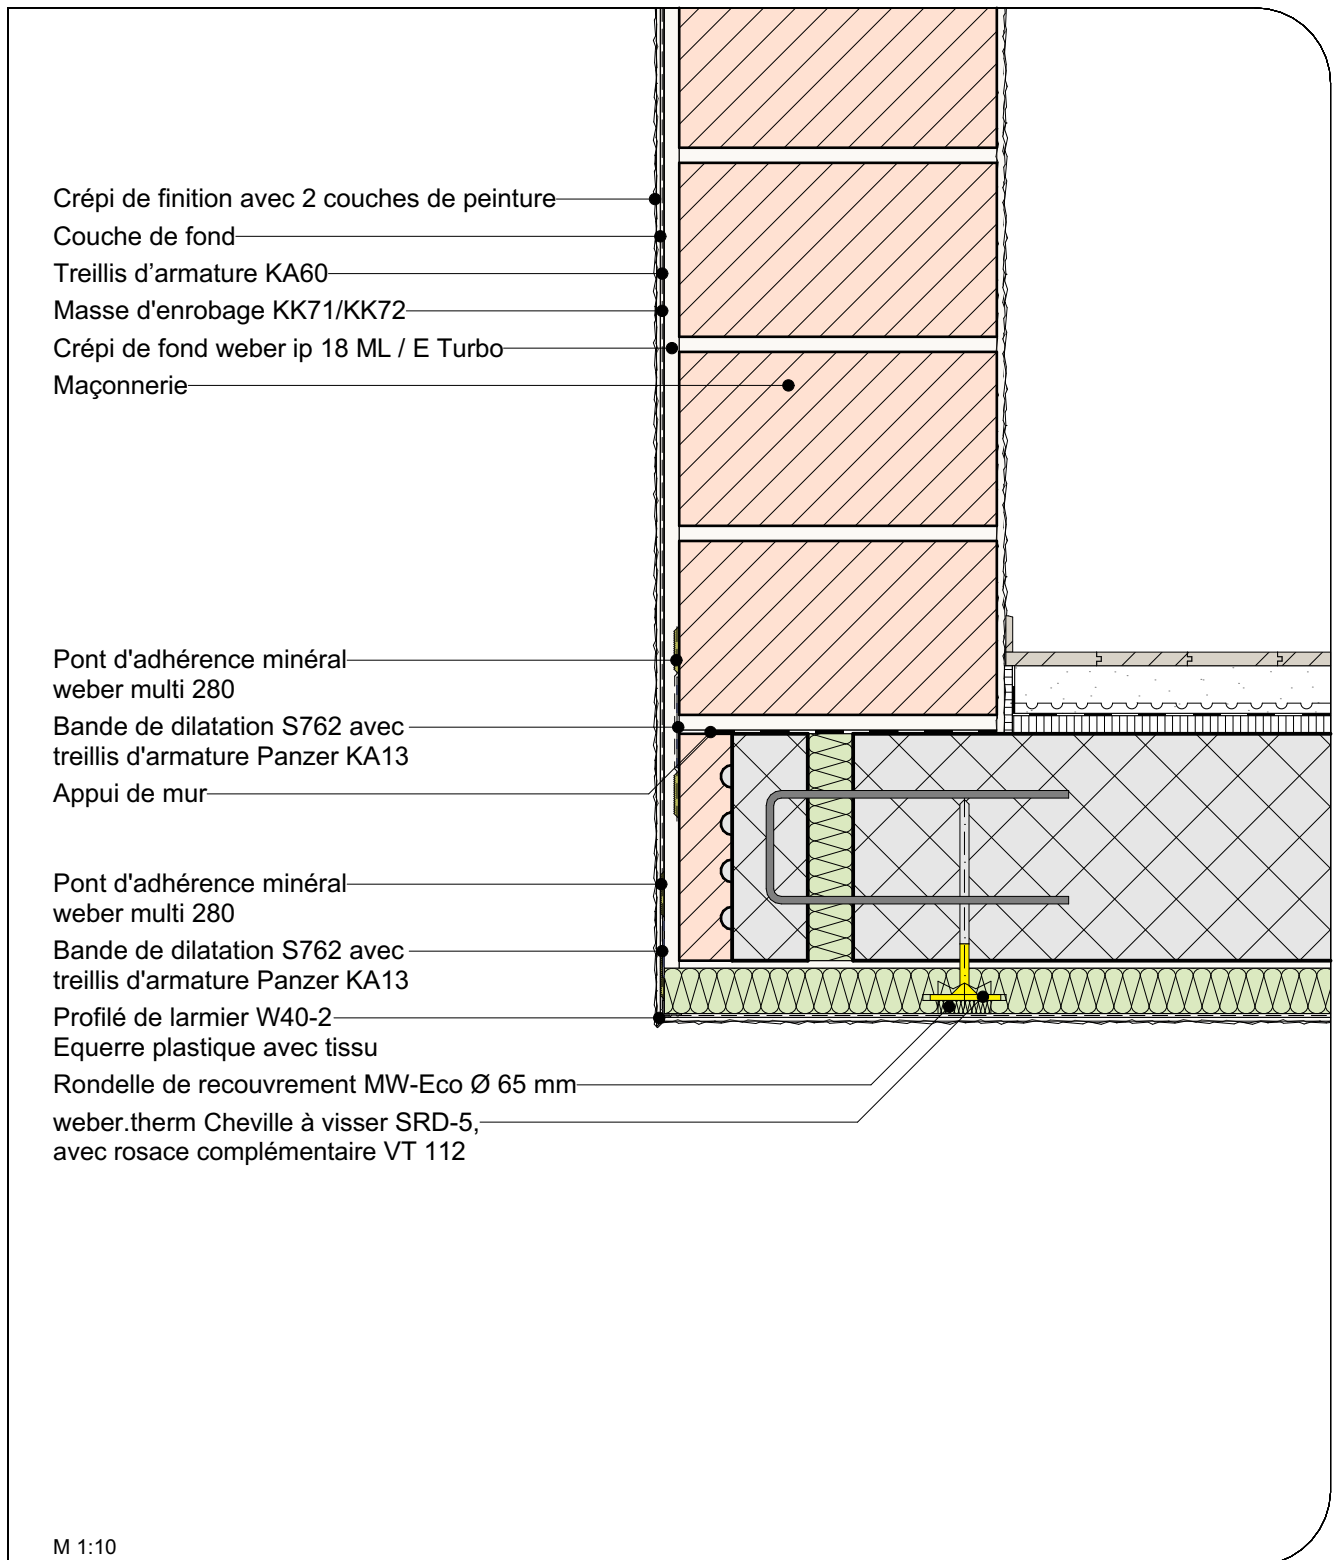 Crépi de finition avec 2 couches de peinture
Couche de fond
Treillis d’armature KA60
Masse d'enrobage KK71/KK72
Crépi de fond weber ip 18 ML / E Turbo
Maçonnerie
Pont d'adhérence minéral
weber multi 280
Bande de dilatation S762 avec
treillis d'armature Panzer KA13
Appui de mur
Pont d'adhérence minéral
weber multi 280
Bande de dilatation S762 avec
treillis d'armature Panzer KA13
Profilé de larmier W40-2
Equerre plastique avec tissu
Rondelle de recouvrement MW-Eco Ø 65 mm
weber.therm Cheville à visser SRD-5,
avec rosace complémentaire VT 112
M 1:10